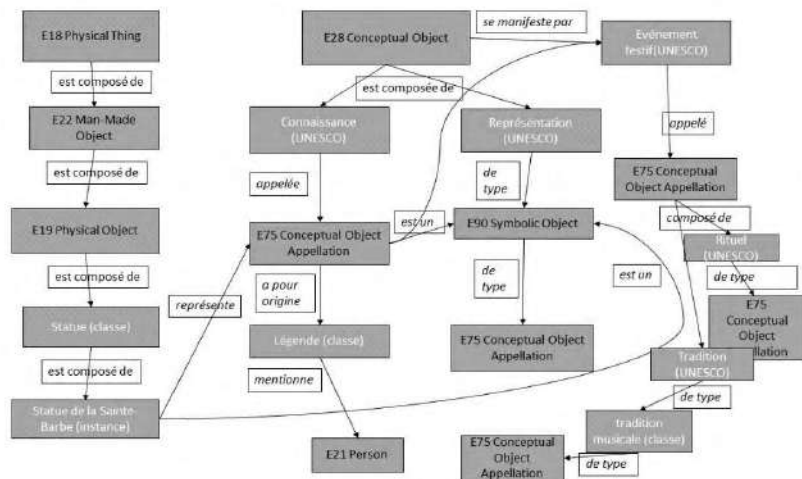 E18 Physical Thing
est composé de
E22 Man-Made
Object
est composé de
E19 Physical Object
est composé de
Statue (classe)
est composé de
Statue de la Sainte-
Barbe (instance)
représente
E28 Conceptual Object
se manifeste par
est composée de
Connaissance
(UNESCO)
appelée
E75 Conceptual Object
Appellation
est un
a pour
origine
Légende (classe)
mentionne
E21 Person
Représentation
(UNESCO)
de
type
E90 Symbolic Object
de
type
E75 Conceptual Object
Appellation
Evénement
festif(UNESCO)
appelé
E75 Conceptual
Object Appellation
composé de
Rituel
(UNESCO)
de type
E75
Conceptual
Object
est un
Tradition
(UNESCO)
de type
tradition
musicale (classe)
de type
E75 Conceptual
Object
Appellation